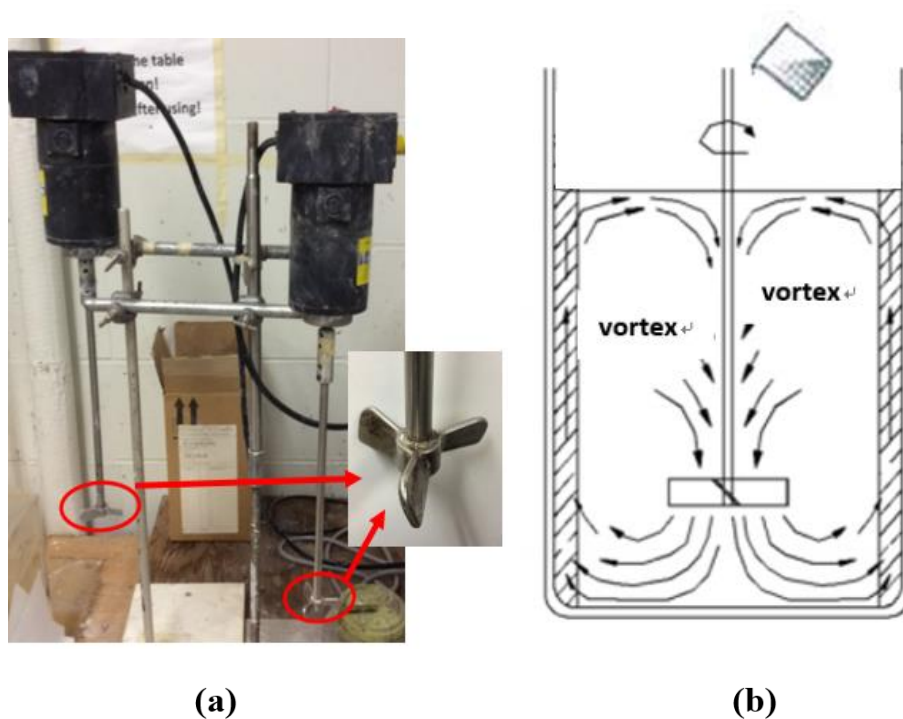 he table
after using!
vortex
vortex
(a)
(b)